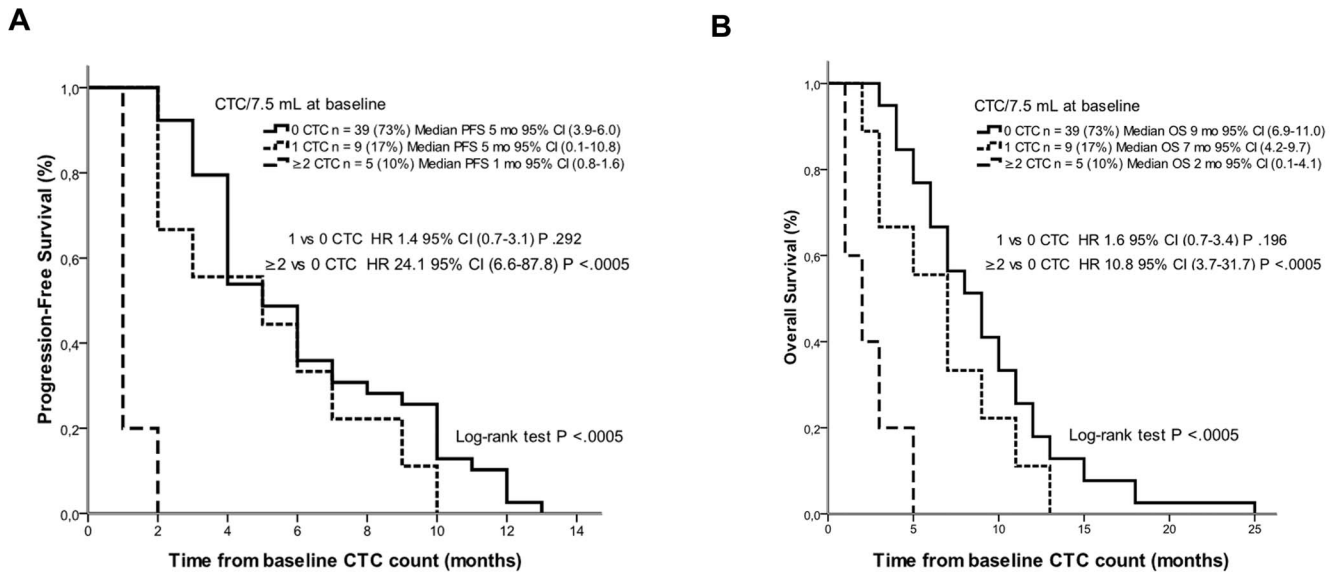 A
CTC/7.5 mL at baseline
0 CTC n = 39 (73%) Median PFS 5 mo 95% CI (3.9-6.0)
1 CTC n = 9 (17%) Median PFS 5 mo 95% CI (0.1-10.8)
≥2 CTC n = 5 (10%) Median PFS 1 mo 95% CI (0.8-1.6)
1 vs 0 CTC HR 1.4 95% CI (0.7-3.1) P .292
≥2 vs 0 CTC HR 24.1 95% CI (6.6-87.8) P <.0005
Log-rank test P <.0005
Progression-Free Survival (%)
1,0
0,8
0,6
0,4
0,2
0,0
0 2 4 6 8 10 12 14
Time from baseline CTC count (months)
B
CTC/7.5 mL at baseline
0 CTC n = 39 (73%) Median OS 9 mo 95% CI (6.9-11.0)
1 CTC n = 9 (17%) Median OS 7 mo 95% CI (4.2-9.7)
≥2 CTC n = 5 (10%) Median OS 2 mo 95% CI (0.1-4.1)
1 vs 0 CTC HR 1.6 95% CI (0.7-3.4) P .196
≥2 vs 0 CTC HR 10.8 95% CI (3.7-31.7) P <.0005
Log-rank test P <.0005
Overall Survival (%)
1,0
0,8
0,6
0,4
0,2
0,0
0 5 10 15 20 25
Time from baseline CTC count (months)